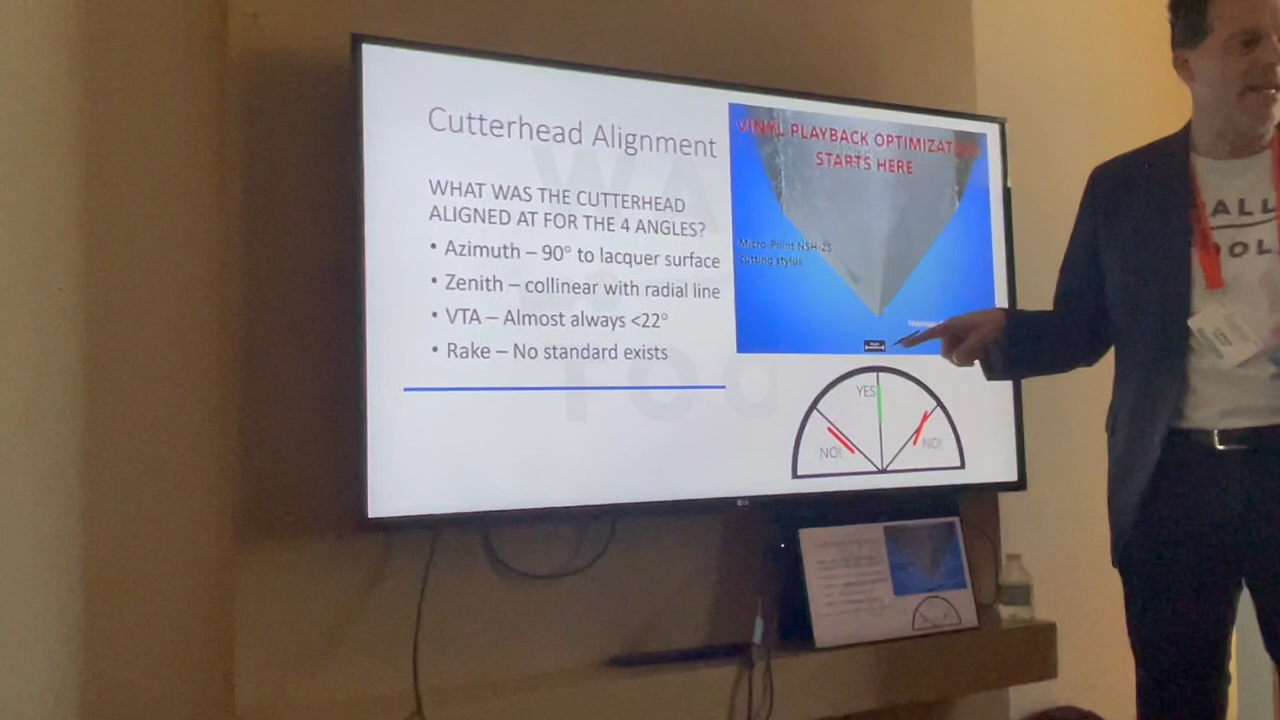 Cutterhead Alignment
WHAT WAS THE CUTTERHEAD
ALIGNED AT FOR THE 4 ANGLES?
• Azimuth – 90° to lacquer surface
• Zenith – collinear with radial line
• VTA – Almost always <22°
• Rake – No standard exists
VINYL PLAYBACK
STARTS HERE
Micro-Point NSH-2S
cutting stylus
YES
NO!
NO!
LG